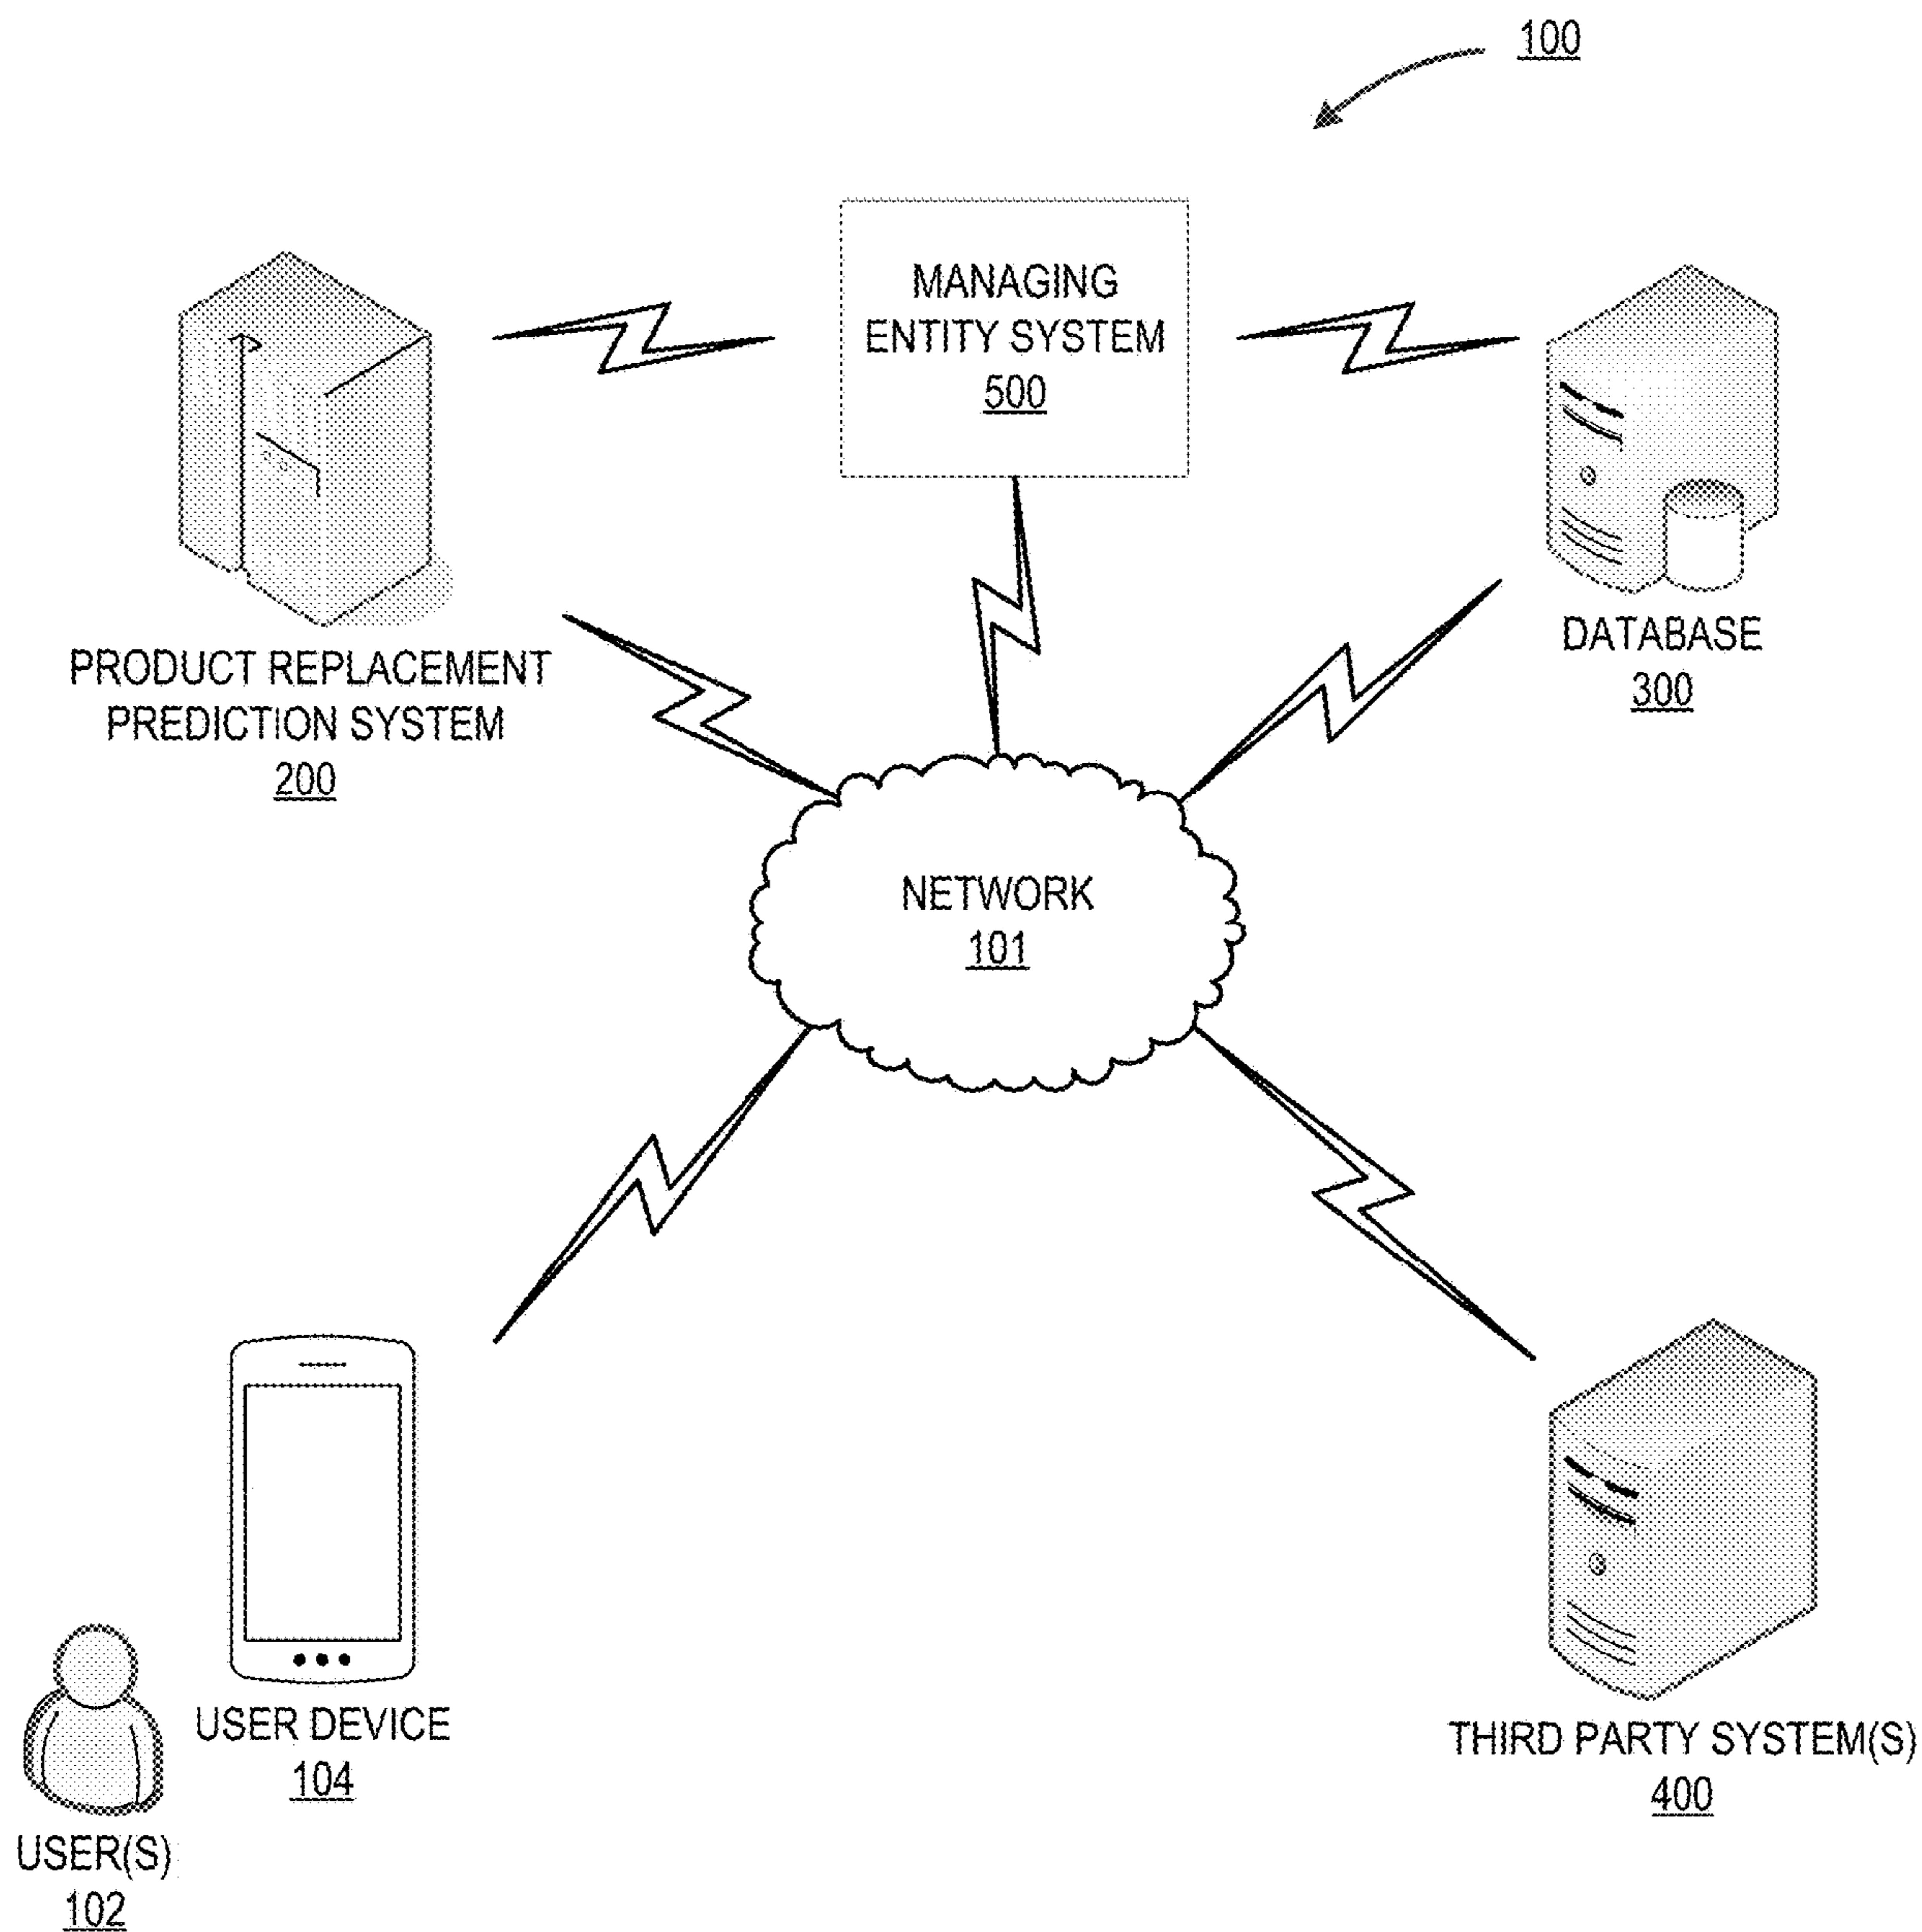 100
MANAGING
ENTITY SYSTEM
500
PRODUCT REPLACEMENT
PREDICTION SYSTEM
200
DATABASE
300
NETWORK
101
USER DEVICE
104
USER(S)
102
THIRD PARTY SYSTEM(S)
400